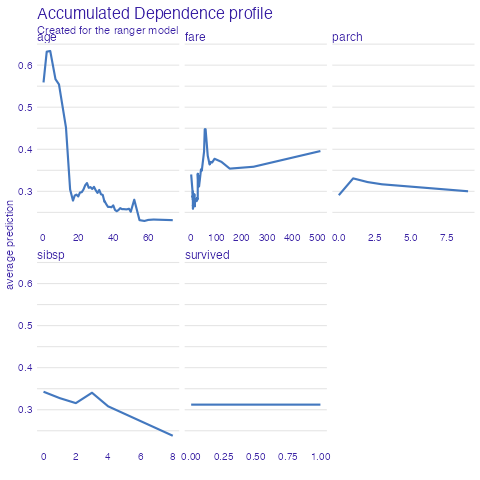 Accumulated Dependence profile
Created for the ranger model
age fare parch
0.6
0.5
0.4
0.3
0 20 40 60 0 100 200 300 400 500 0.0 2.5 5.0 7.5
average prediction
sibsp survived
0.6
0.5
0.4
0.3
0 2 4 6 8 0.00 0.25 0.50 0.75 1.00